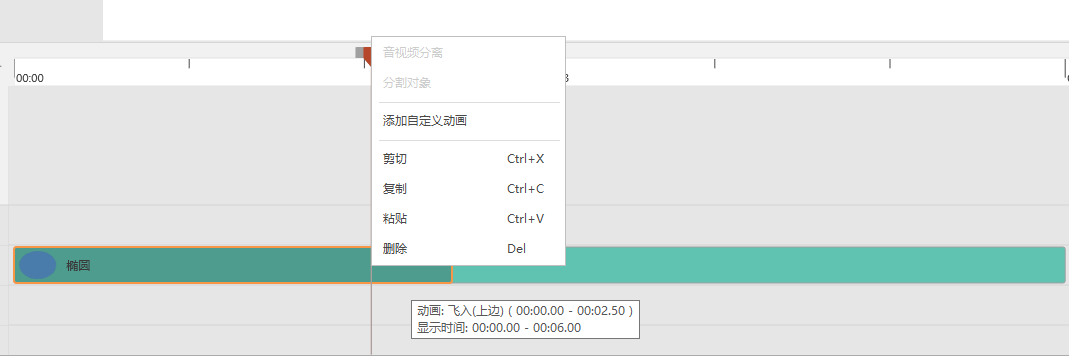 音视频分离
分割对象
00:00
3
添加自定义动画
剪切 Ctrl+X
复制 Ctrl+C
粘贴 Ctrl+V
删除 Del
椭圆
动画: 飞入(上边) ( 00:00.00 - 00:02.50 )
显示时间: 00:00.00 - 00:06.00